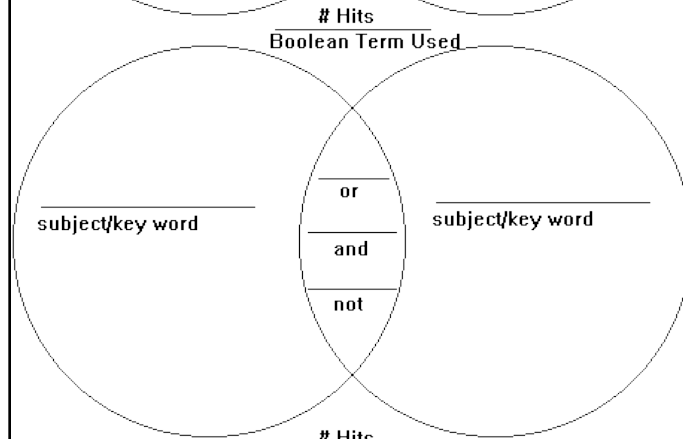 # Hits
Boolean Term Used
or
subject/key word
subject/key word
and
not
# Hits